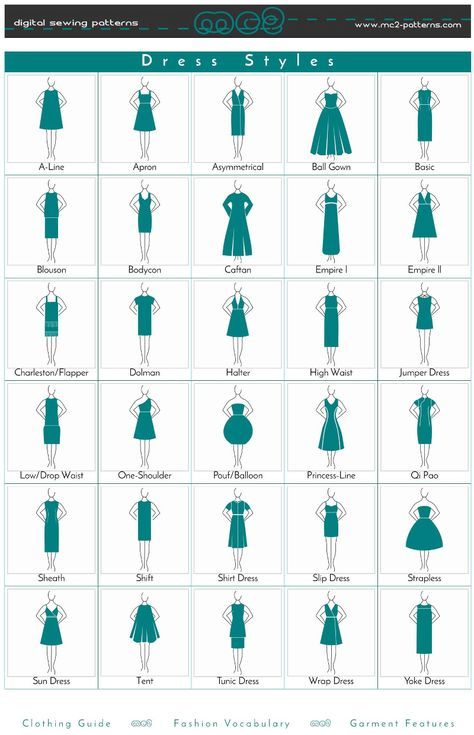 digital sewing patterns
mc2
www.mc2-patterns.com
Dress Styles
A-Line
Apron
Asymmetrical
Ball Gown
Basic
Blouson
Bodycon
Caftan
Empire I
Empire II
Charleston/Flapper
Dolman
Halter
High Waist
Jumper Dress
Low/Drop Waist
One-Shoulder
Pouf/Balloon
Princess-Line
Qi Pao
Sheath
Shift
Shirt Dress
Slip Dress
Strapless
Sun Dress
Tent
Tunic Dress
Wrap Dress
Yoke Dress
Clothing Guide
mc2
Fashion Vocabulary
mc2
Garment Features